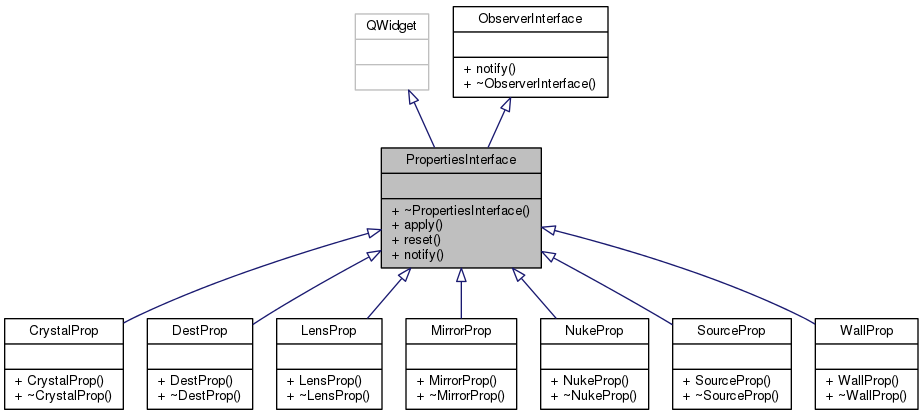 QWidget
ObserverInterface
+ notify()
+ ~ObserverInterface()
PropertiesInterface
+ ~PropertiesInterface()
+ apply()
+ reset()
+ notify()
CrystalProp
+ CrystalProp()
+ ~CrystalProp()
DestProp
+ DestProp()
+ ~DestProp()
LensProp
+ LensProp()
+ ~LensProp()
MirrorProp
+ MirrorProp()
+ ~MirrorProp()
NukeProp
+ NukeProp()
+ ~NukeProp()
SourceProp
+ SourceProp()
+ ~SourceProp()
WallProp
+ WallProp()
+ ~WallProp()